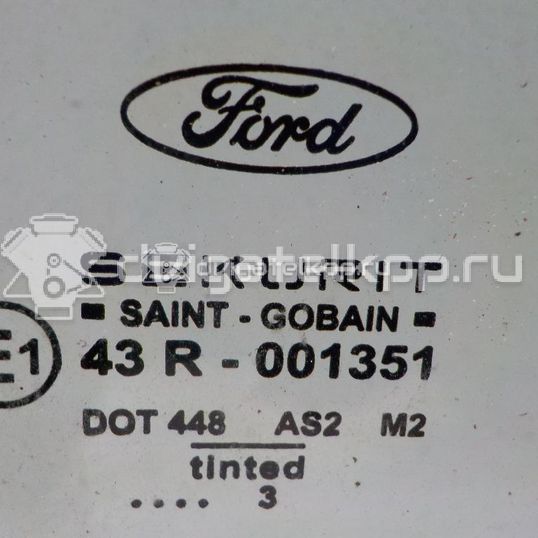 Ford
SEKURIT
SAINT - GOBAIN
E1
43 R - 001351
DOT 448 AS2 M2
tinted
.... 3